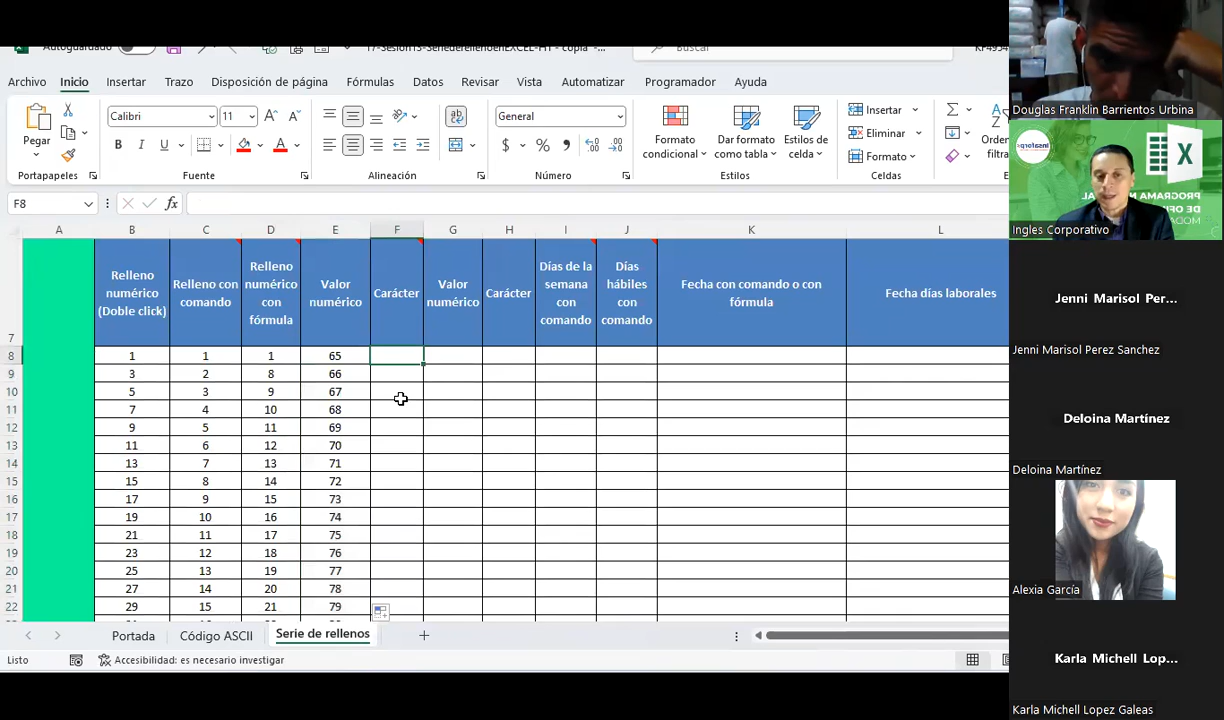 Autoguardado
17-Sesion15-SeriederellenoenEXCEL-H1 - copia -...
Buscar
Archivo Inicio Insertar Trazo Disposición de página Fórmulas Datos Revisar Vista Automatizar Programador Ayuda
Pegar
Calibri 11
N K S
ab
General
$ % 9
Formato condicional
Dar formato como tabla
Estilos de celda
Insertar
Eliminar
Formato
Portapapeles Fuente Alineación Número Estilos Celdas
F8
fx
A B C D E F G H I J K L
7
Relleno numérico (Doble click)
Relleno con comando
Relleno numérico con fórmula
Valor numérico
Carácter
Valor numérico
Carácter
Días de la semana con comando
Días hábiles con comando
Fecha con comando o con fórmula
Fecha días laborales
8 1 1 1 65
9 3 2 8 66
10 5 3 9 67
11 7 4 10 68
12 9 5 11 69
13 11 6 12 70
14 13 7 13 71
15 15 8 14 72
16 17 9 15 73
17 19 10 16 74
18 21 11 17 75
19 23 12 18 76
20 25 13 19 77
21 27 14 20 78
22 29 15 21 79
Portada Código ASCII Serie de rellenos
Listo
Accesibilidad: es necesario investigar
Douglas Franklin Barrientos Urbina
Ingles Corporativo
Jenni Marisol Per...
Jenni Marisol Perez Sanchez
Deloina Martínez
Deloina Martínez
Alexia García
Karla Michell Lop...
Karla Michell Lopez Galeas